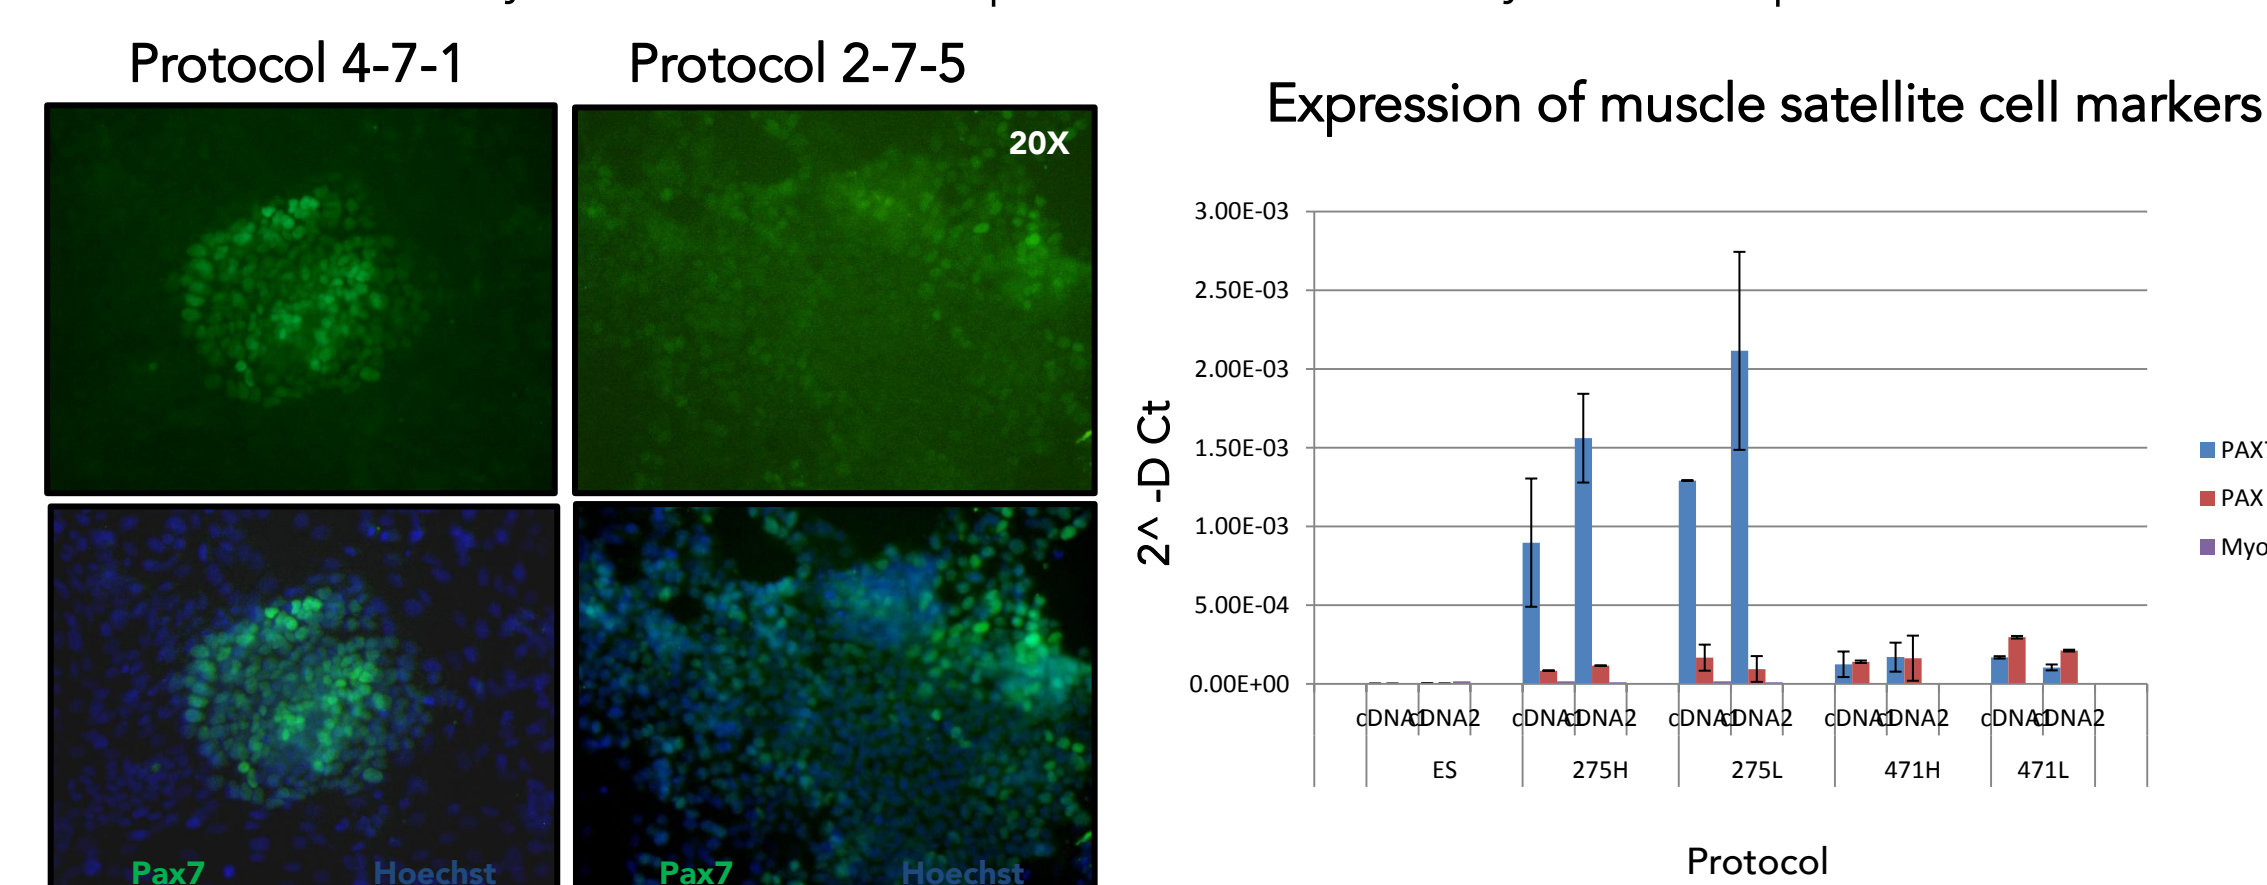 Protocol 4-7-1
Protocol 2-7-5
20X
Pax7
Hoechst
Pax7
Hoechst
Expression of muscle satellite cell markers
2^ -D Ct
3.00E-03
2.50E-03
2.00E-03
1.50E-03
1.00E-03
5.00E-04
0.00E+00
cDNA1 cDNA2 cDNA1 cDNA2 cDNA1 cDNA2 cDNA1 cDNA2 cDNA1 cDNA2
ES 275H 275L 471H 471L
Protocol
PAX7
PAX
Myo